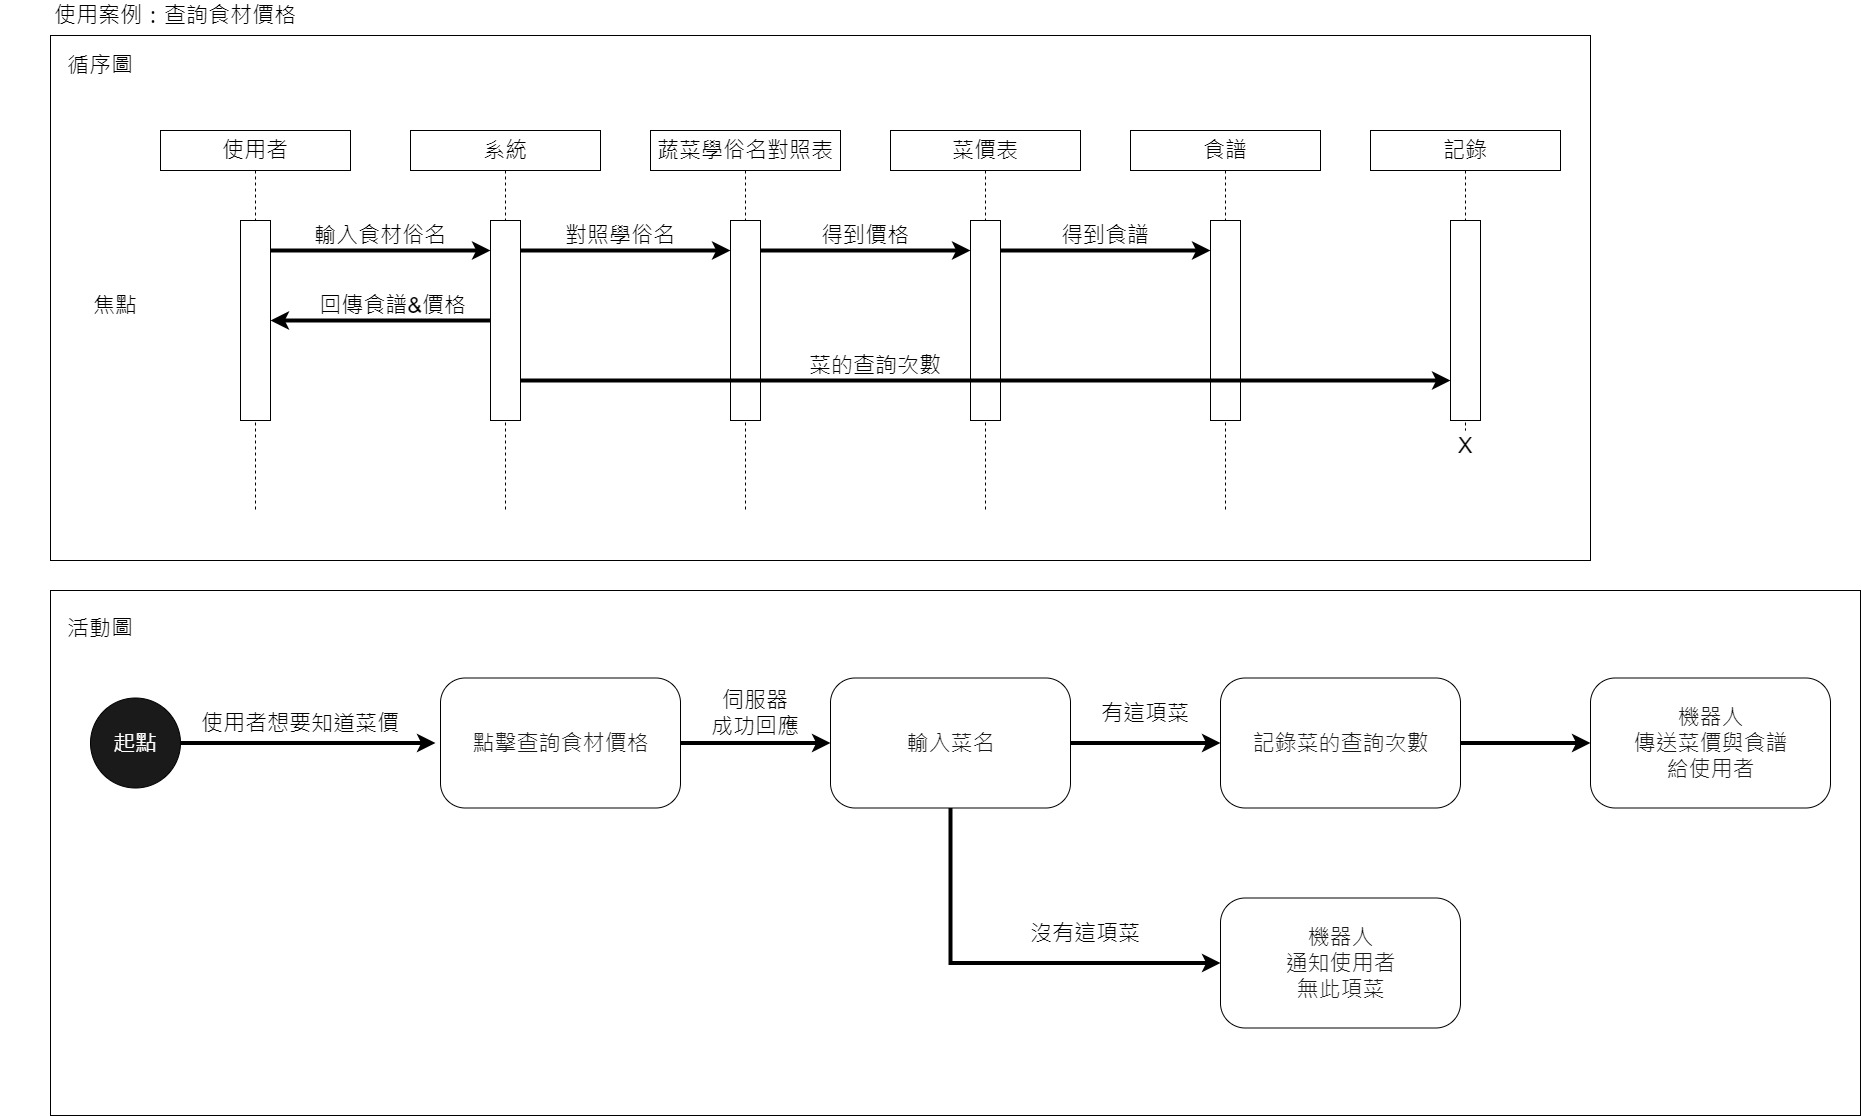 使用案例：查詢食材價格
循序圖
使用者
系統
蔬菜學俗名對照表
菜價表
食譜
記錄
輸入食材俗名
對照學俗名
得到價格
得到食譜
焦點
回傳食譜&價格
菜的查詢次數
X
活動圖
起點
使用者想要知道菜價
點擊查詢食材價格
伺服器
成功回應
輸入菜名
有這項菜
記錄菜的查詢次數
機器人
傳送菜價與食譜
給使用者
沒有這項菜
機器人
通知使用者
無此項菜